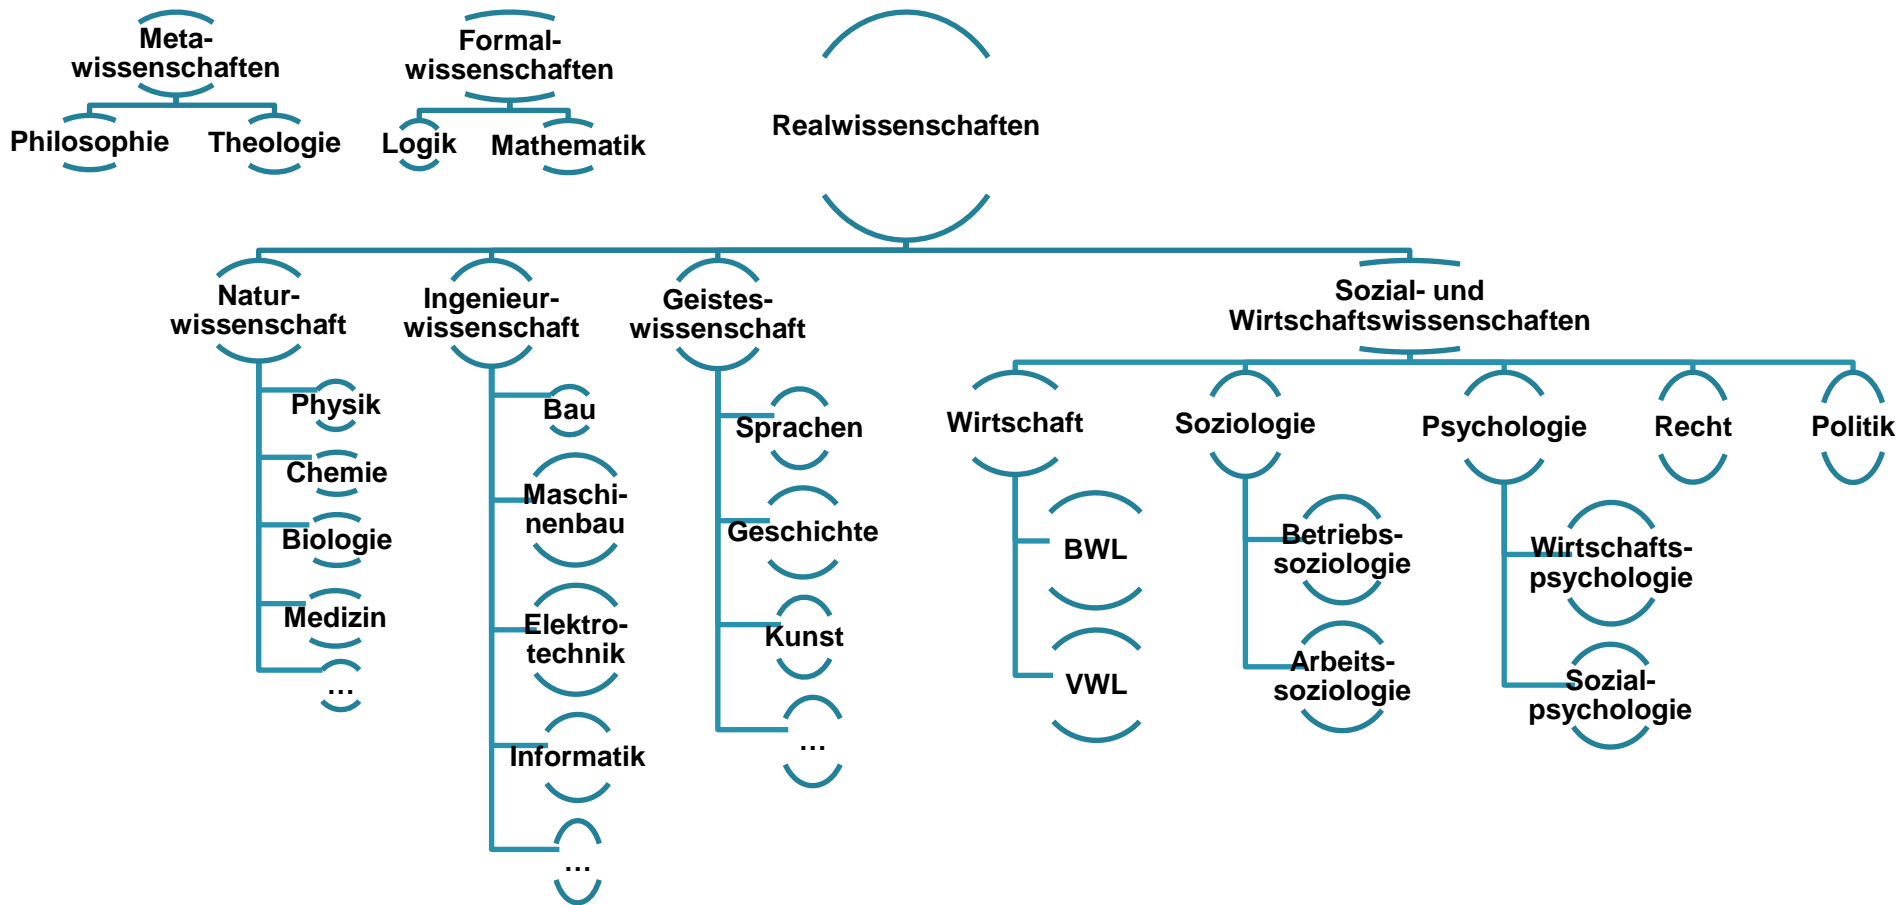 Meta-
wissenschaften
Philosophie
Theologie
Formal-
wissenschaften
Logik
Mathematik
Realwissenschaften
Natur-
wissenschaft
Physik
Chemie
Biologie
Medizin
...
Ingenieur-
wissenschaft
Bau
Maschi-
nenbau
Elektro-
technik
Informatik
...
Geistes-
wissenschaft
Sprachen
Geschichte
Kunst
...
Sozial- und
Wirtschaftswissenschaften
Wirtschaft
BWL
VWL
Soziologie
Betriebs-
soziologie
Arbeits-
soziologie
Psychologie
Wirtschafts-
psychologie
Sozial-
psychologie
Recht
Politik